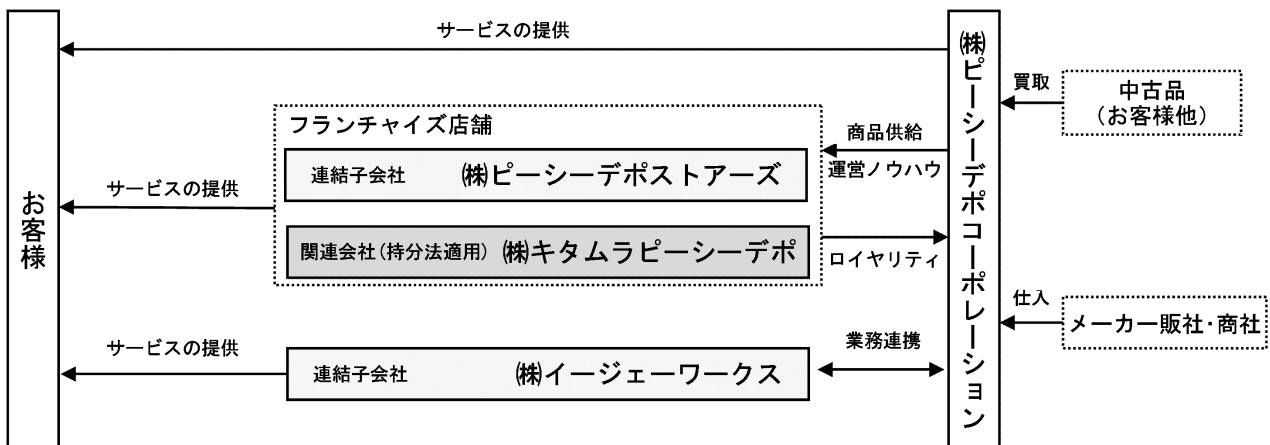 お客様
サービスの提供
フランチャイズ店舗
連結子会社 ㈱ピーシーデポストアーズ
関連会社(持分法適用) ㈱キタムラピーシーデポ
サービスの提供
商品供給
運営ノウハウ
ロイヤリティ
サービスの提供
連結子会社 ㈱イージェーワークス
業務連携
㈱ピーシーデポコーポレーション
買取
中古品
(お客様他)
仕入
メーカー販社・商社